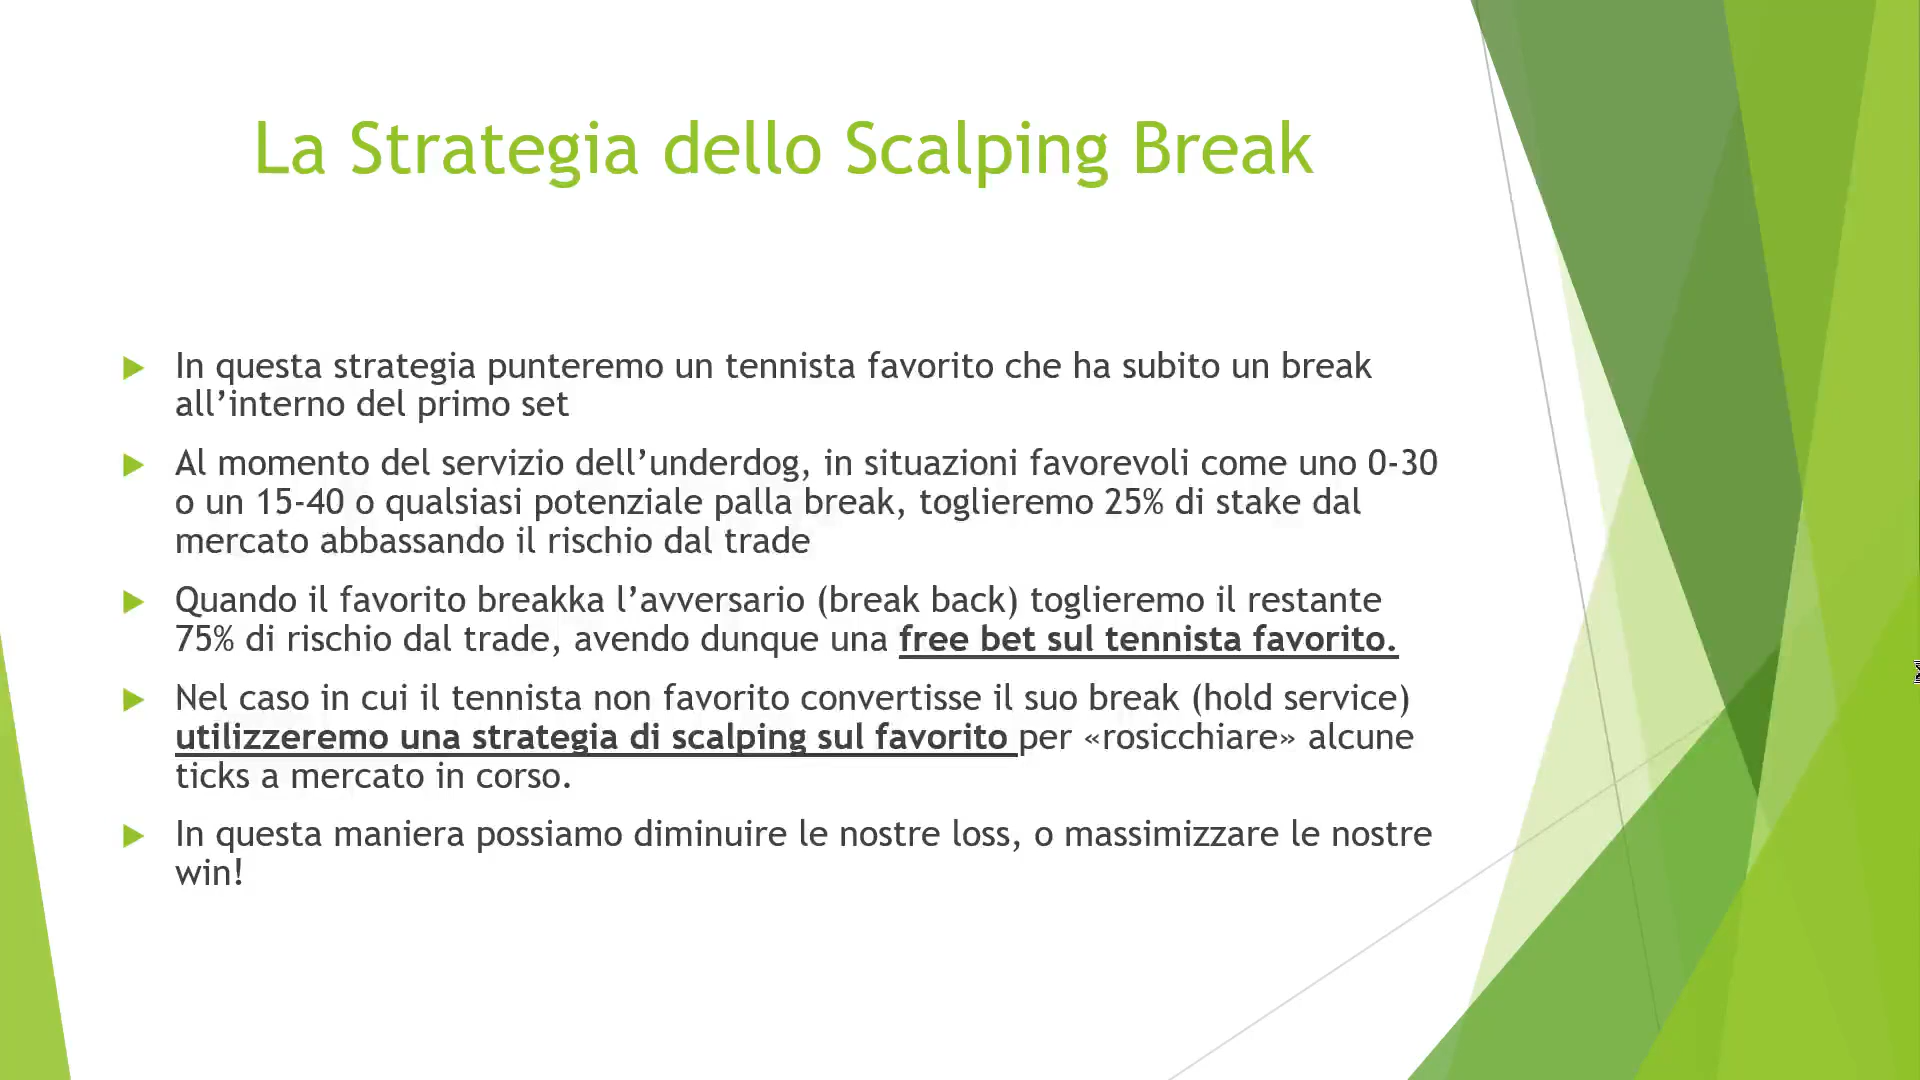 La Strategia dello Scalping Break
In questa strategia punteremo un tennista favorito che ha subito un break
all’interno del primo set
Al momento del servizio dell’underdog, in situazioni favorevoli come uno 0-30
o un 15-40 o qualsiasi potenziale palla break, toglieremo 25% di stake dal
mercato abbassando il rischio dal trade
Quando il favorito breakka l’avversario (break back) toglieremo il restante
75% di rischio dal trade, avendo dunque una free bet sul tennista favorito.
Nel caso in cui il tennista non favorito convertisse il suo break (hold service)
utilizzeremo una strategia di scalping sul favorito per «rosicchiare» alcune
ticks a mercato in corso.
In questa maniera possiamo diminuire le nostre loss, o massimizzare le nostre
win!